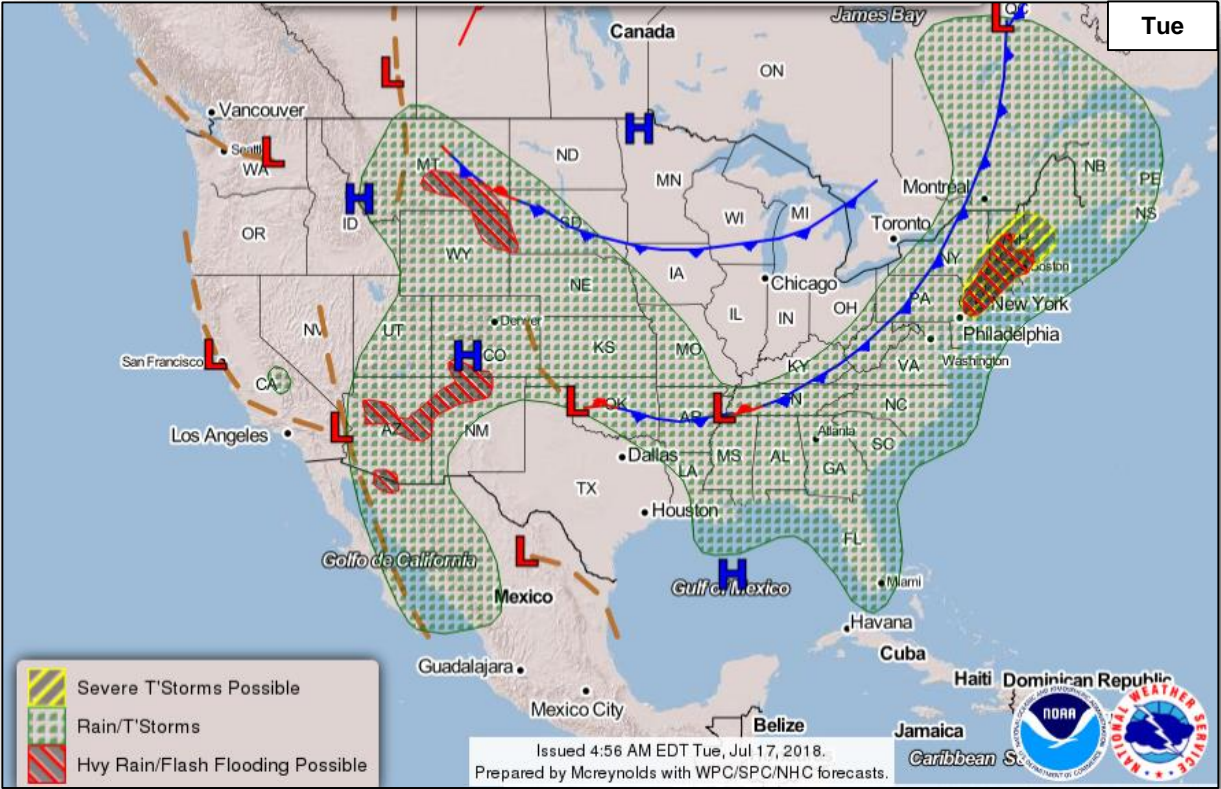 James Bay
QC
Tue
Canada
ON
L
L
H
Vancouver
Seattl
L
WA
MT
ND
MN
NB
PE
NS
Montréal
H
ID
OR
SD
WI
MI
Toronto
WY
NY
Boston
IA
Chicago
NE
IL
IN
OH
PA
New York
Philadelphia
NV
UT
Denver
H
CO
KS
MO
KY
VA
Washington
San Francisco
L
CA
L
OK
L
TN
AR
NC
Los Angeles
L
AZ
NM
Atlanta
SC
Dallas
LA
MS
AL
GA
TX
Houston
FL
Golfo de California
L
H
Gulf of Mexico
Miami
Mexico
Havana
Cuba
Guadalajara
Haiti
Dominican Republic
Mexico City
Belize
Jamaica
Caribbean
Severe T'Storms Possible
Rain/T'Storms
Hvy Rain/Flash Flooding Possible
Issued 4:56 AM EDT Tue, Jul 17, 2018.
Prepared by Mcreynolds with WPC/SPC/NHC forecasts.
NOAA
NATIONAL WEATHER SERVICE